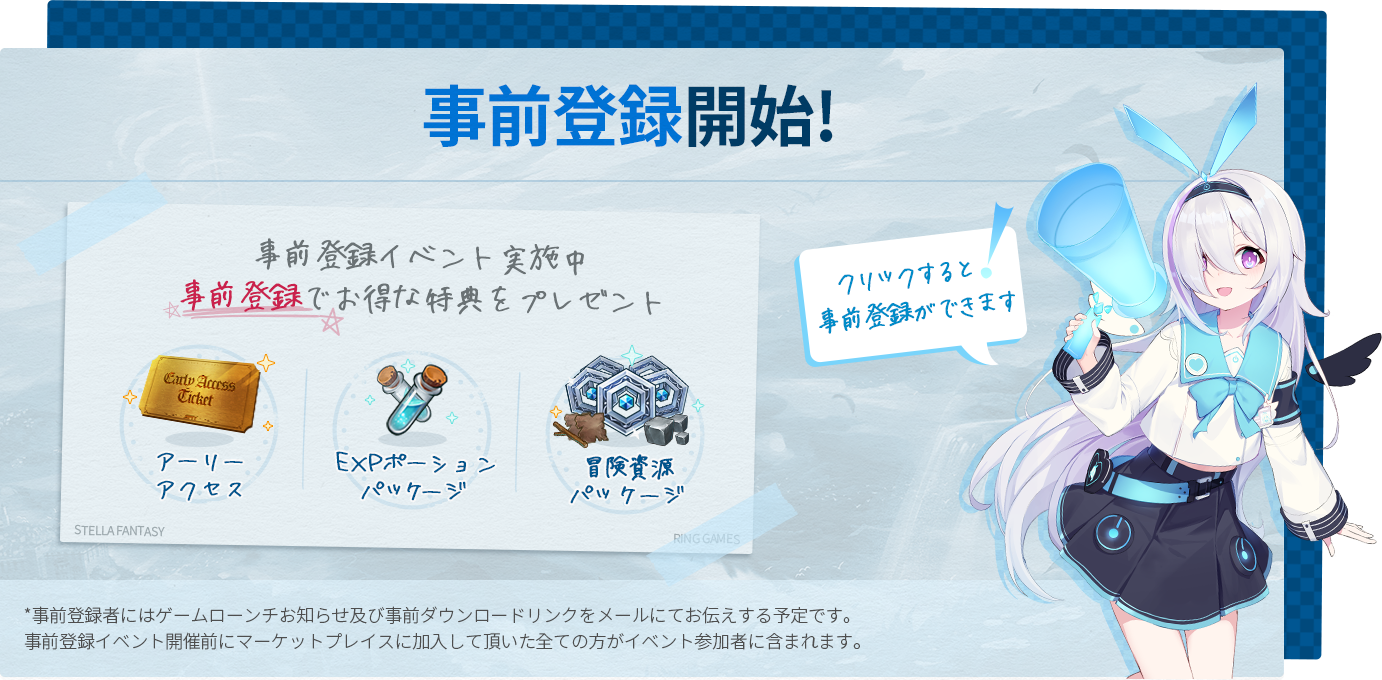 事前登録開始!
事前登録イベント実施中
事前登録でお得な特典をプレゼント
Early Access
Ticket
アーリー
アクセス
EXPポーション
パッケージ
冒険資源
パッケージ
STELLA FANTASY
RING GAMES
クリックすると
事前登録ができます
*事前登録者にはゲームローンチお知らせ及び事前ダウンロードリンクをメールにてお伝えする予定です。
事前登録イベント開催前にマーケットプレイスに加入して頂いた全ての方がイベント参加者に含まれます。